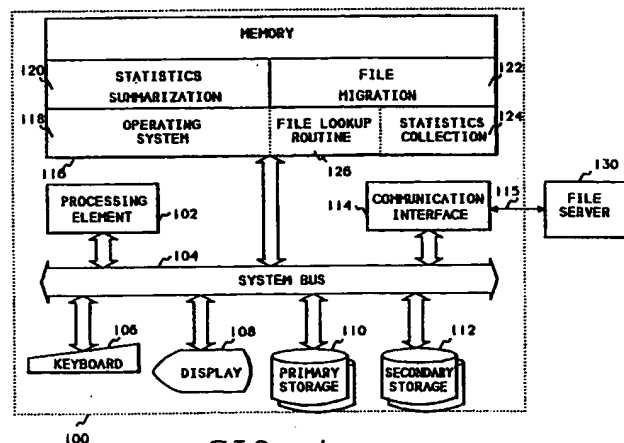 MEMORY
120
STATISTICS SUMMARIZATION
FILE MIGRATION
122
118
OPERATING SYSTEM
FILE LOOKUP ROUTINE
STATISTICS COLLECTION
124
116
126
130
PROCESSING ELEMENT
102
114
COMMUNICATION INTERFACE
115
FILE SERVER
104
SYSTEM BUS
106
KEYBOARD
108
DISPLAY
110
PRIMARY STORAGE
112
SECONDARY STORAGE
100